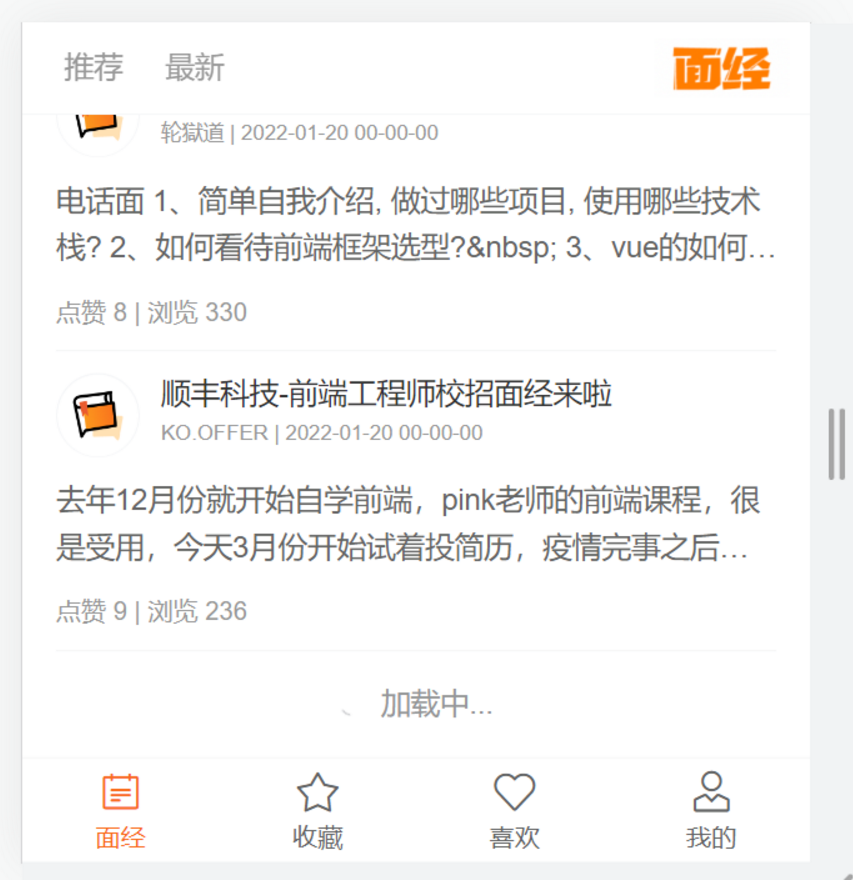 推荐 最新 面经
轮獄道 | 2022-01-20 00-00-00
电话面 1、简单自我介绍, 做过哪些项目, 使用哪些技术
栈? 2、如何看待前端框架选型?&nbsp; 3、vue的如何…
点赞 8 | 浏览 330
顺丰科技-前端工程师校招面经来啦
KO.OFFER | 2022-01-20 00-00-00
去年12月份就开始自学前端，pink老师的前端课程，很
是受用，今天3月份开始试着投简历，疫情完事之后…
点赞 9 | 浏览 236
加载中...
面经 收藏 喜欢 我的